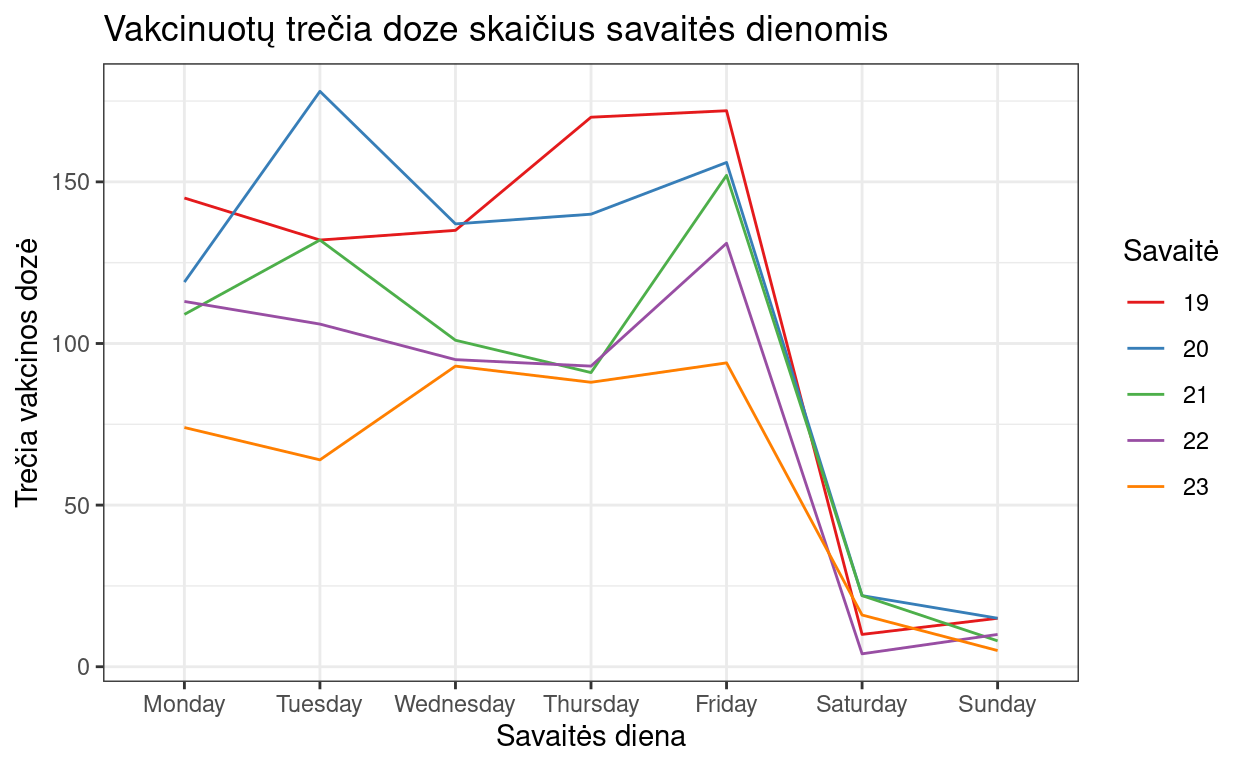 Vakcinuotų trečia doze skaičius savaitės dienomis
Trečia vakcinos dozė
150
100
50
0
Monday Tuesday Wednesday Thursday Friday Saturday Sunday
Savaitės diena
Savaitė
19
20
21
22
23